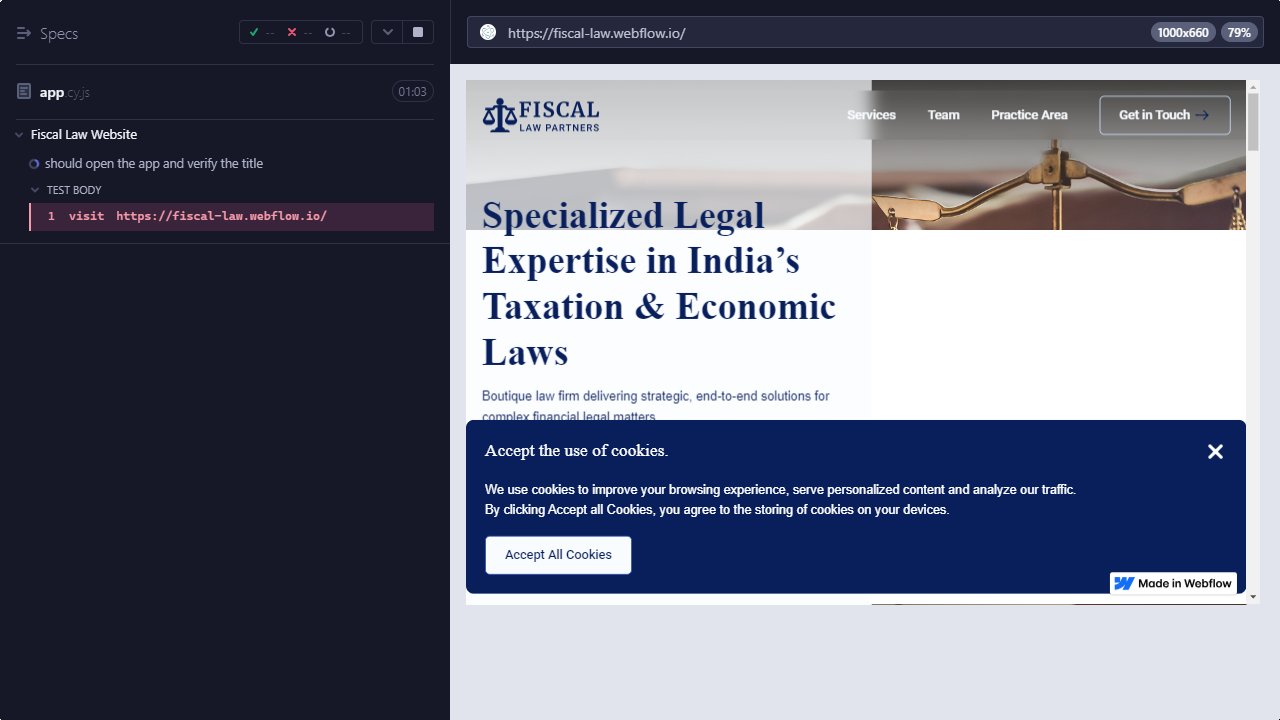 Specs
--
--
--
https://fiscal-law.webflow.io/
1000x660
79%
app.cy.js
01:03
Fiscal Law Website
should open the app and verify the title
TEST BODY
1 visit https://fiscal-law.webflow.io/
FISCAL
LAW PARTNERS
Services
Team
Practice Area
Get in Touch
Specialized Legal
Expertise in India’s
Taxation & Economic
Laws
Boutique law firm delivering strategic, end-to-end solutions for
complex financial legal matters
Accept the use of cookies.
We use cookies to improve your browsing experience, serve personalized content and analyze our traffic.
By clicking Accept all Cookies, you agree to the storing of cookies on your devices.
Accept All Cookies
Made in Webflow